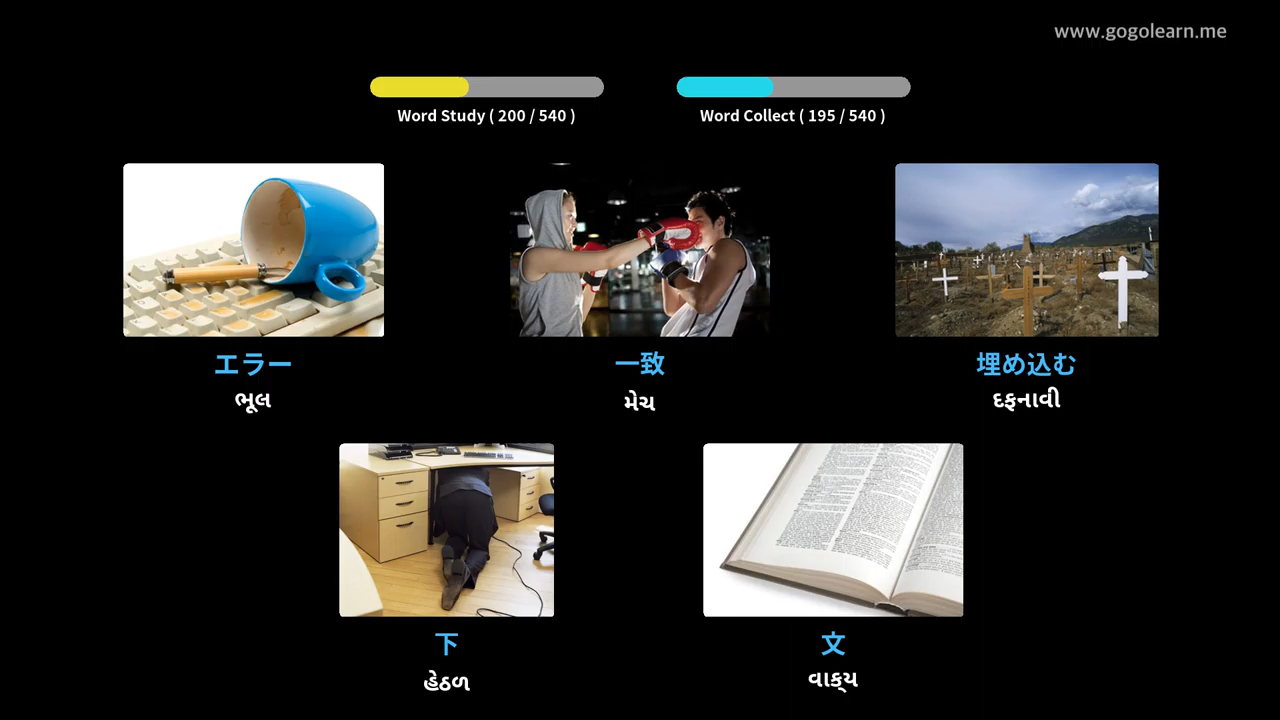 www.gogolearn.me
Word Study ( 200 / 540 )
Word Collect ( 195 / 540 )
エラー
ભૂલ
一致
મેચ
埋め込む
દફનાવી
下
હેઠળ
文
વાક્ય